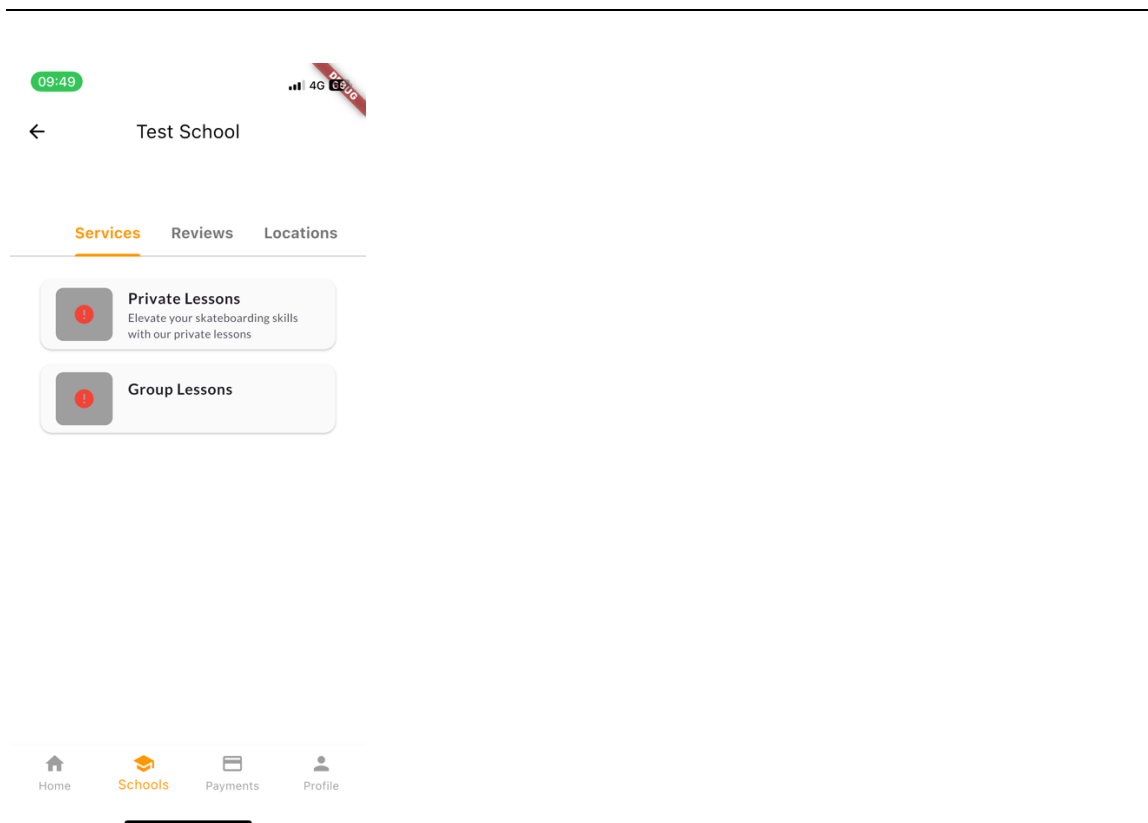 09:49
4G
DEBUG
Test School
Services Reviews Locations
Private Lessons
Elevate your skateboarding skills
with our private lessons
Group Lessons
Home Schools Payments Profile